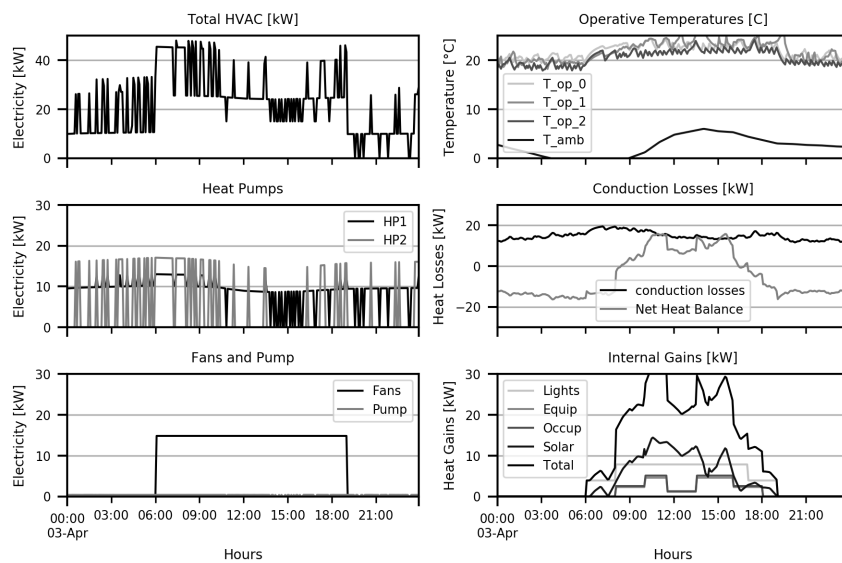 Total HVAC [kW]
Electricity [kW]
40
20
0
Operative Temperatures [C]
Temperature [°C]
20
10
0
T_op_0
T_op_1
T_op_2
T_amb
Heat Pumps
Electricity [kW]
30
20
10
0
HP1
HP2
Conduction Losses [kW]
Heat Losses [kW]
20
0
−20
conduction losses
Net Heat Balance
Fans and Pump
Electricity [kW]
30
20
10
0
Fans
Pump
00:00 03:00 06:00 09:00 12:00 15:00 18:00 21:00
03-Apr
Hours
Internal Gains [kW]
Heat Gains [kW]
30
20
10
0
Lights
Equip
Occup
Solar
Total
00:00 03:00 06:00 09:00 12:00 15:00 18:00 21:00
03-Apr
Hours